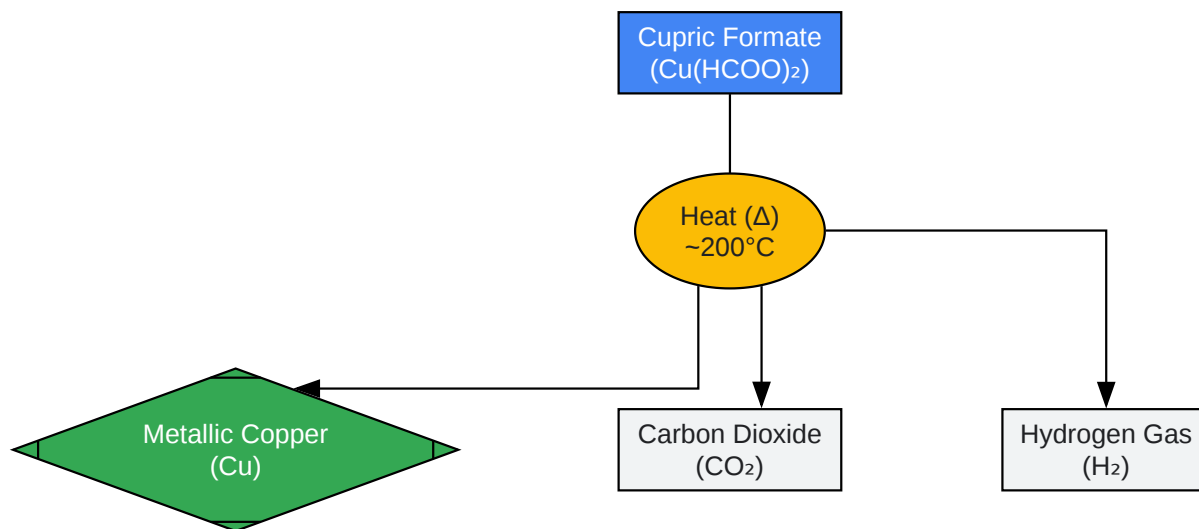 Cupric Formate
(Cu(HCOO)₂)
Heat (Δ)
~200°C
Metallic Copper
(Cu)
Carbon Dioxide
(CO₂)
Hydrogen Gas
(H₂)